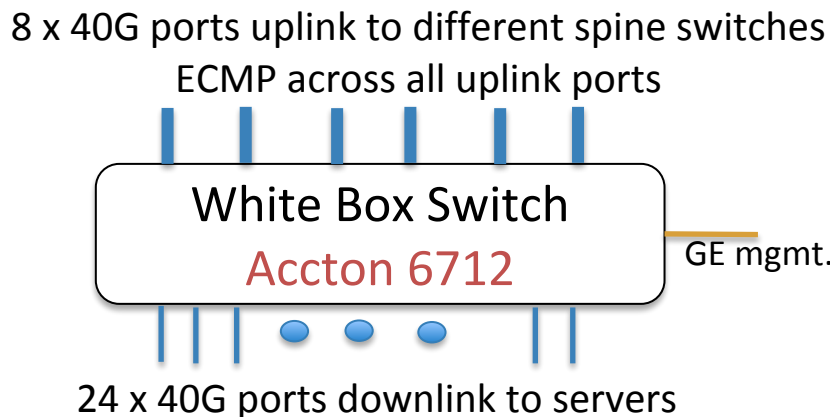 8 x 40G ports uplink to different spine switches
ECMP across all uplink ports
White Box Switch
Accton 6712
GE mgmt.
24 x 40G ports downlink to servers